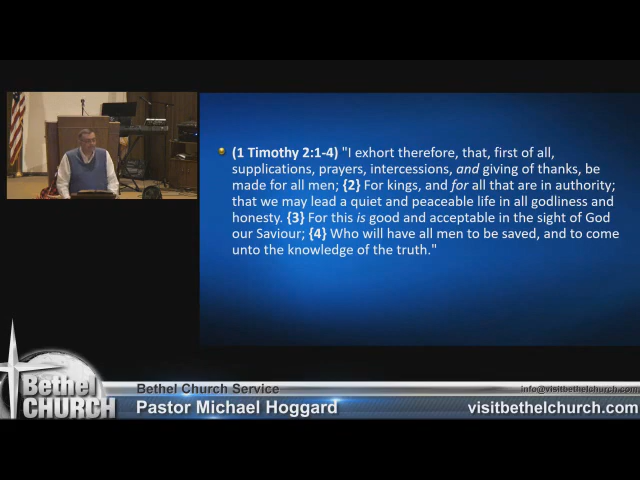 (1 Timothy 2:1-4) "I exhort therefore, that, first of all,
supplications, prayers, intercessions, and giving of thanks, be
made for all men; {2} For kings, and for all that are in authority;
that we may lead a quiet and peaceable life in all godliness and
honesty. {3} For this is good and acceptable in the sight of God
our Saviour; {4} Who will have all men to be saved, and to come
unto the knowledge of the truth."
Bethel
CHURCH
Bethel Church Service
info@visitbethelchurch.com
Pastor Michael Hoggard
visitbethelchurch.com